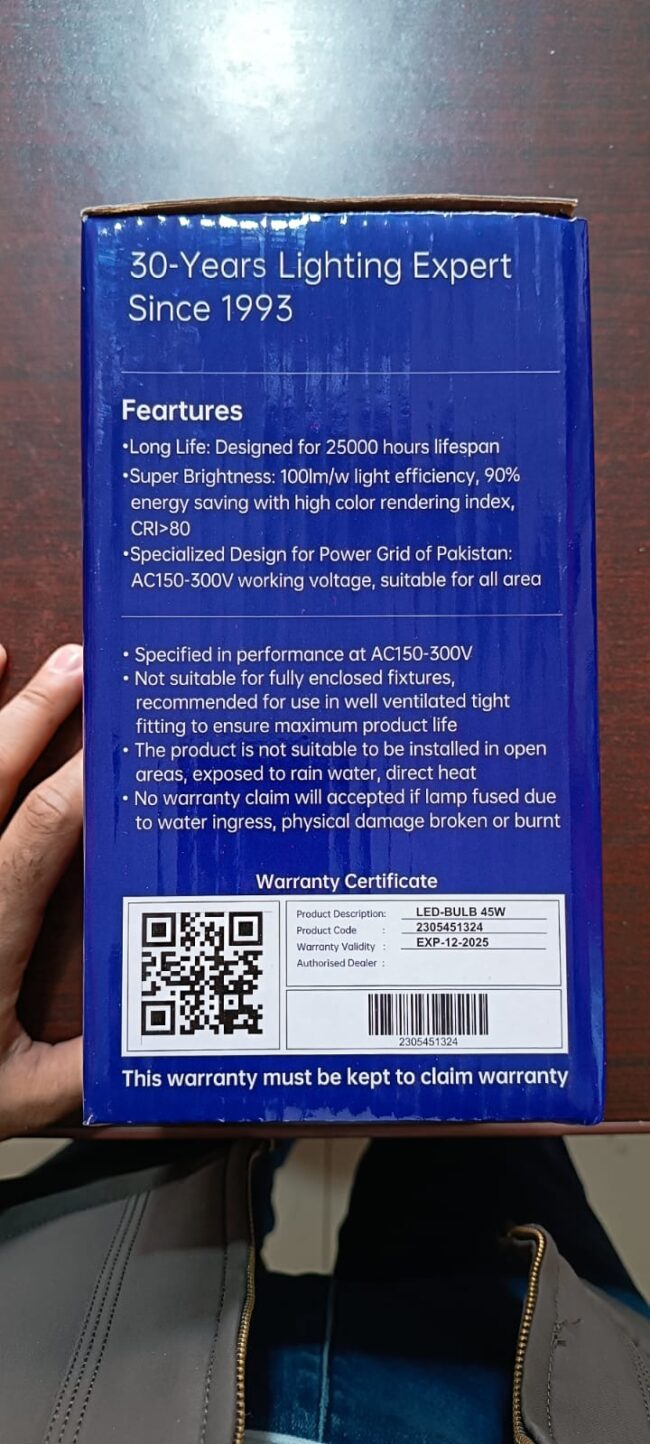 30-Years Lighting Expert
Since 1993
Feartures
•Long Life: Designed for 25000 hours lifespan
•Super Brightness: 100lm/w light efficiency, 90%
energy saving with high color rendering index,
CRI>80
•Specialized Design for Power Grid of Pakistan:
AC150-300V working voltage, suitable for all area
• Specified in performance at AC150-300V
• Not suitable for fully enclosed fixtures,
recommended for use in well ventilated tight
fitting to ensure maximum product life
• The product is not suitable to be installed in open
areas, exposed to rain water, direct heat
• No warranty claim will accepted if lamp fused due
to water ingress, physical damage broken or burnt
Warranty Certificate
Product Description: LED-BULB 45W
Product Code : 2305451324
Warranty Validity : EXP-12-2025
Authorised Dealer :
2305451324
This warranty must be kept to claim warranty